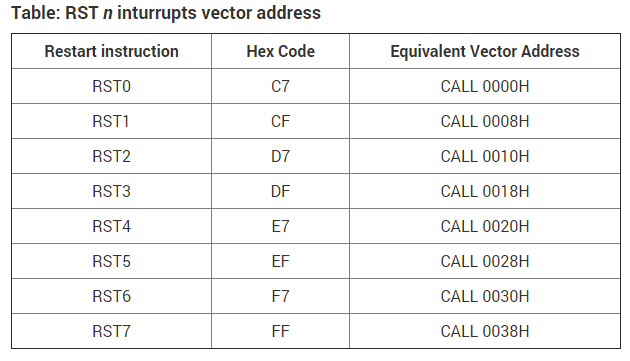 Table: RST n inturrupts vector address
Restart instruction Hex Code Equivalent Vector Address
RST0 C7 CALL 0000H
RST1 CF CALL 0008H
RST2 D7 CALL 0010H
RST3 DF CALL 0018H
RST4 E7 CALL 0020H
RST5 EF CALL 0028H
RST6 F7 CALL 0030H
RST7 FF CALL 0038H